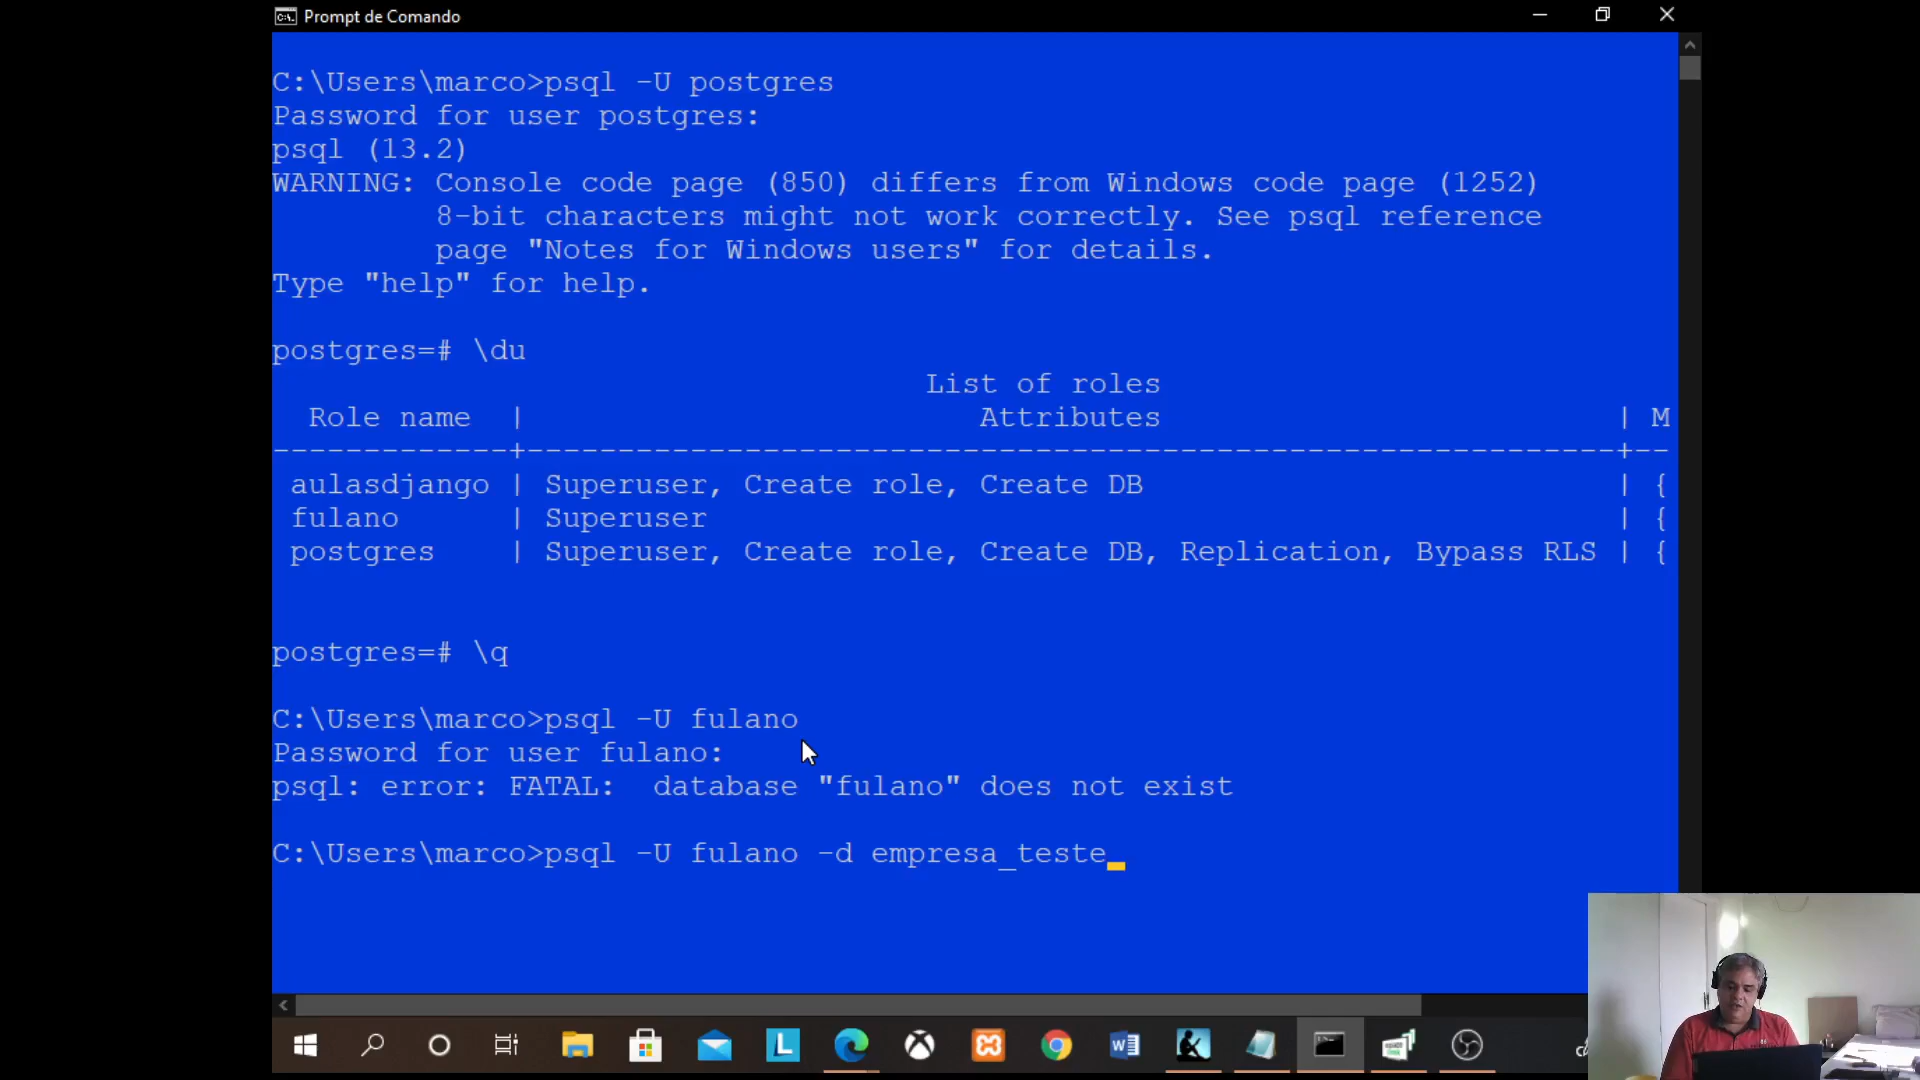 Prompt de Comando
C:\Users\marco>psql -U postgres
Password for user postgres:
psql (13.2)
WARNING: Console code page (850) differs from Windows code page (1252)
8-bit characters might not work correctly. See psql reference
page "Notes for Windows users" for details.
Type "help" for help.
postgres=# \du
List of roles
Role name | Attributes | M
-------------+------------------------------------------------------------+--
aulasdjango | Superuser, Create role, Create DB | {
fulano | Superuser | {
postgres | Superuser, Create role, Create DB, Replication, Bypass RLS | {
postgres=# \q
C:\Users\marco>psql -U fulano
Password for user fulano:
psql: error: FATAL:  database "fulano" does not exist
C:\Users\marco>psql -U fulano -d empresa_teste